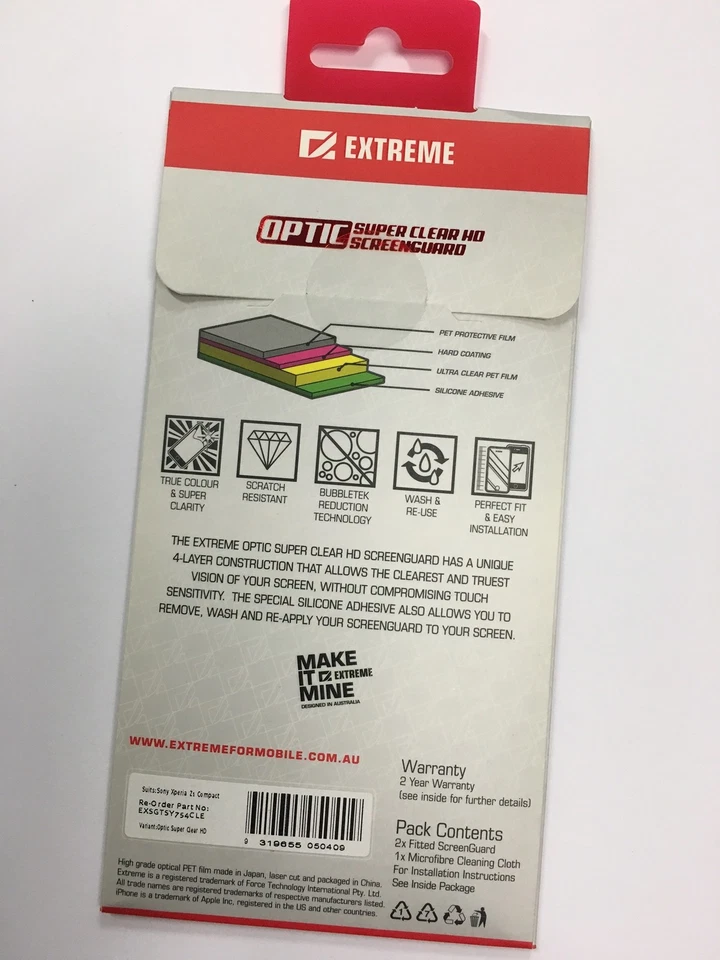 EXTREME
OPTIC SUPER CLEAR HD
SCREENGUARD
PET PROTECTIVE FILM
HARD COATING
ULTRA CLEAR PET FILM
SILICONE ADHESIVE
TRUE COLOUR
& SUPER
CLARITY
SCRATCH
RESISTANT
BUBBLETEK
REDUCTION
TECHNOLOGY
WASH &
RE-USE
PERFECT FIT
& EASY
INSTALLATION
THE EXTREME OPTIC SUPER CLEAR HD SCREENGUARD HAS A UNIQUE
4-LAYER CONSTRUCTION THAT ALLOWS THE CLEAREST AND TRUEST
VISION OF YOUR SCREEN, WITHOUT COMPROMISING TOUCH
SENSITIVITY. THE SPECIAL SILICONE ADHESIVE ALSO ALLOWS YOU TO
REMOVE, WASH AND RE-APPLY YOUR SCREENGUARD TO YOUR SCREEN.
MAKE
IT EXTREME
MINE
DESIGNED IN AUSTRALIA
WWW.EXTREMEFORMOBILE.COM.AU
Suits:Sony Xperia Z1 Compact
Re-Order Part No:
EXSGTSY754CLE
Variant:Optic Super Clear HD
9 319655 050409
Warranty
2 Year Warranty
(see inside for further details)
Pack Contents
2x Fitted ScreenGuard
1x Microfibre Cleaning Cloth
For Installation Instructions
See Inside Package
High grade optical PET film made in Japan, laser cut and packaged in China.
Extreme is a registered trademark of Force Technology International Pty. Ltd.
All trade names are registered trademarks of respective manufacturers listed.
iPhone is a trademark of Apple Inc, registered in the US and other countries.
1 7